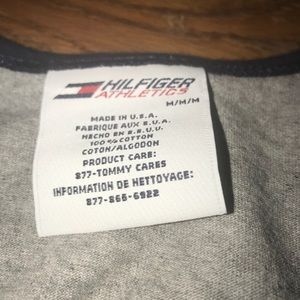 HILFIGER
ATHLETICS
M/M/M
MADE IN U.S.A.
FABRIQUE AUX E.U.A.
HECHO EN E.E.U.U.
100% COTTON
COTON/ALGODON
PRODUCT CARE:
877-TOMMY CARES
INFORMATION DE NETTOYAGE:
877-866-6922